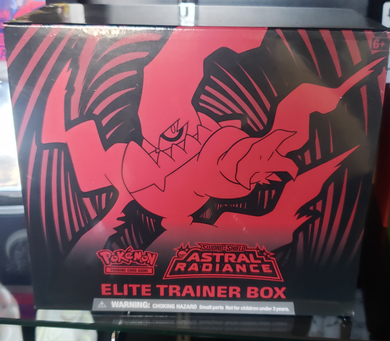 6+
POKÉMON
TRADING CARD GAME
SWORD & SHIELD
ASTRAL
RADIANCE
ELITE TRAINER BOX
WARNING: CHOKING HAZARD Small parts Not for children under 3 years.